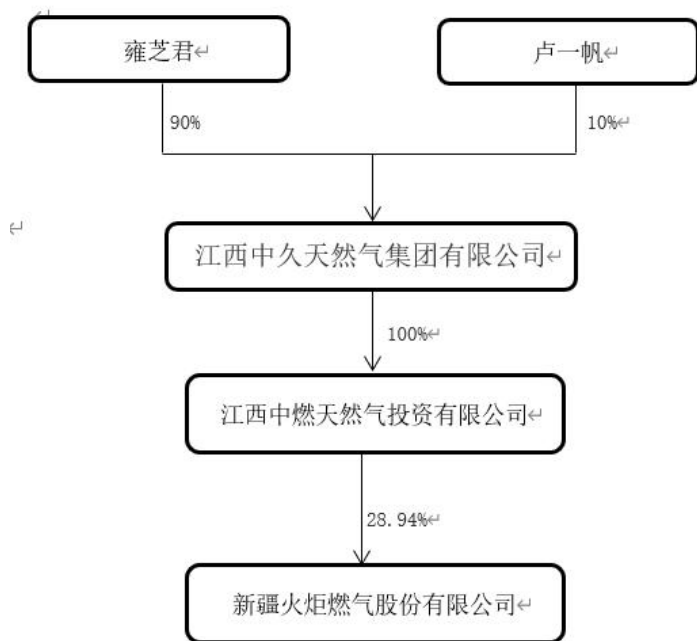 雍芝君
卢一帆
90%
10%
江西中久天然气集团有限公司
100%
江西中燃天然气投资有限公司
28.94%
新疆火炬燃气股份有限公司